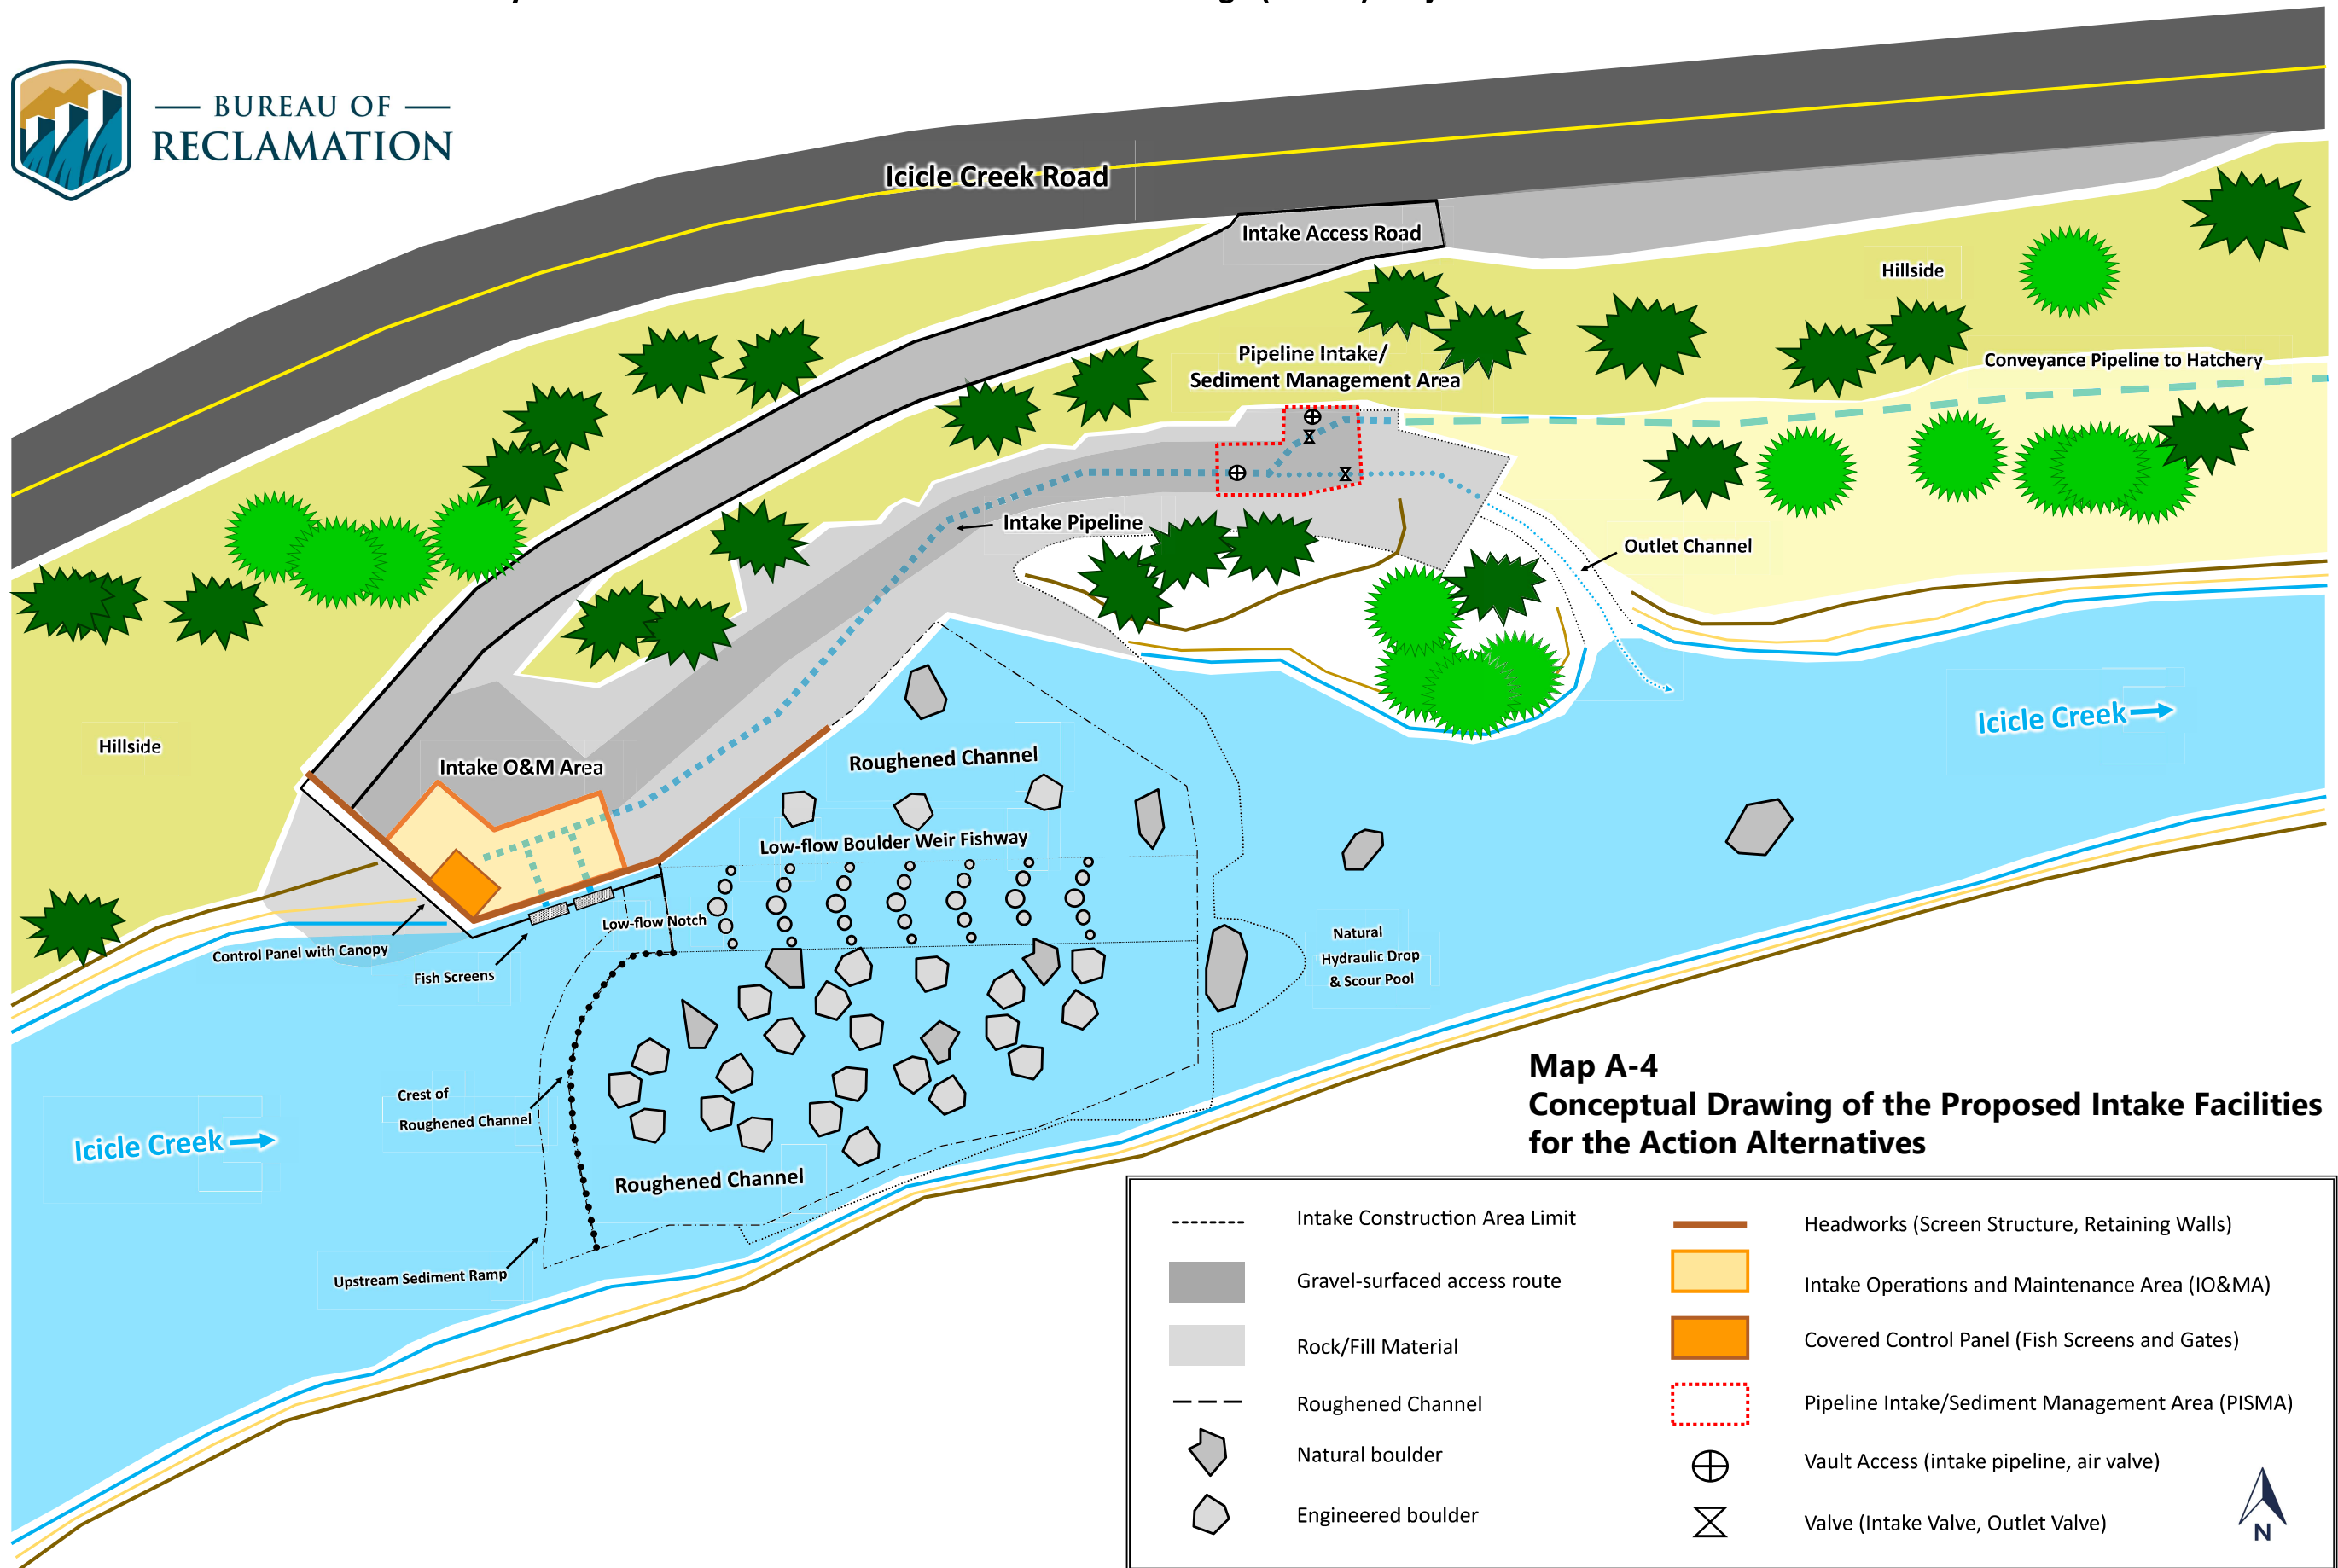 BUREAU OF
RECLAMATION
Icicle Creek Road
Intake Access Road
Hillside
Pipeline Intake/
Sediment Management Area
Conveyance Pipeline to Hatchery
Intake Pipeline
Outlet Channel
Icicle Creek
Hillside
Intake O&M Area
Roughened Channel
Low-flow Boulder Weir Fishway
Low-flow Notch
Control Panel with Canopy
Fish Screens
Natural
Hydraulic Drop
& Scour Pool
Crest of
Roughened Channel
Icicle Creek
Roughened Channel
Upstream Sediment Ramp
Map A-4
Conceptual Drawing of the Proposed Intake Facilities
for the Action Alternatives
Intake Construction Area Limit
Gravel-surfaced access route
Rock/Fill Material
Roughened Channel
Natural boulder
Engineered boulder
Headworks (Screen Structure, Retaining Walls)
Intake Operations and Maintenance Area (IO&MA)
Covered Control Panel (Fish Screens and Gates)
Pipeline Intake/Sediment Management Area (PISMA)
Vault Access (intake pipeline, air valve)
Valve (Intake Valve, Outlet Valve)
N